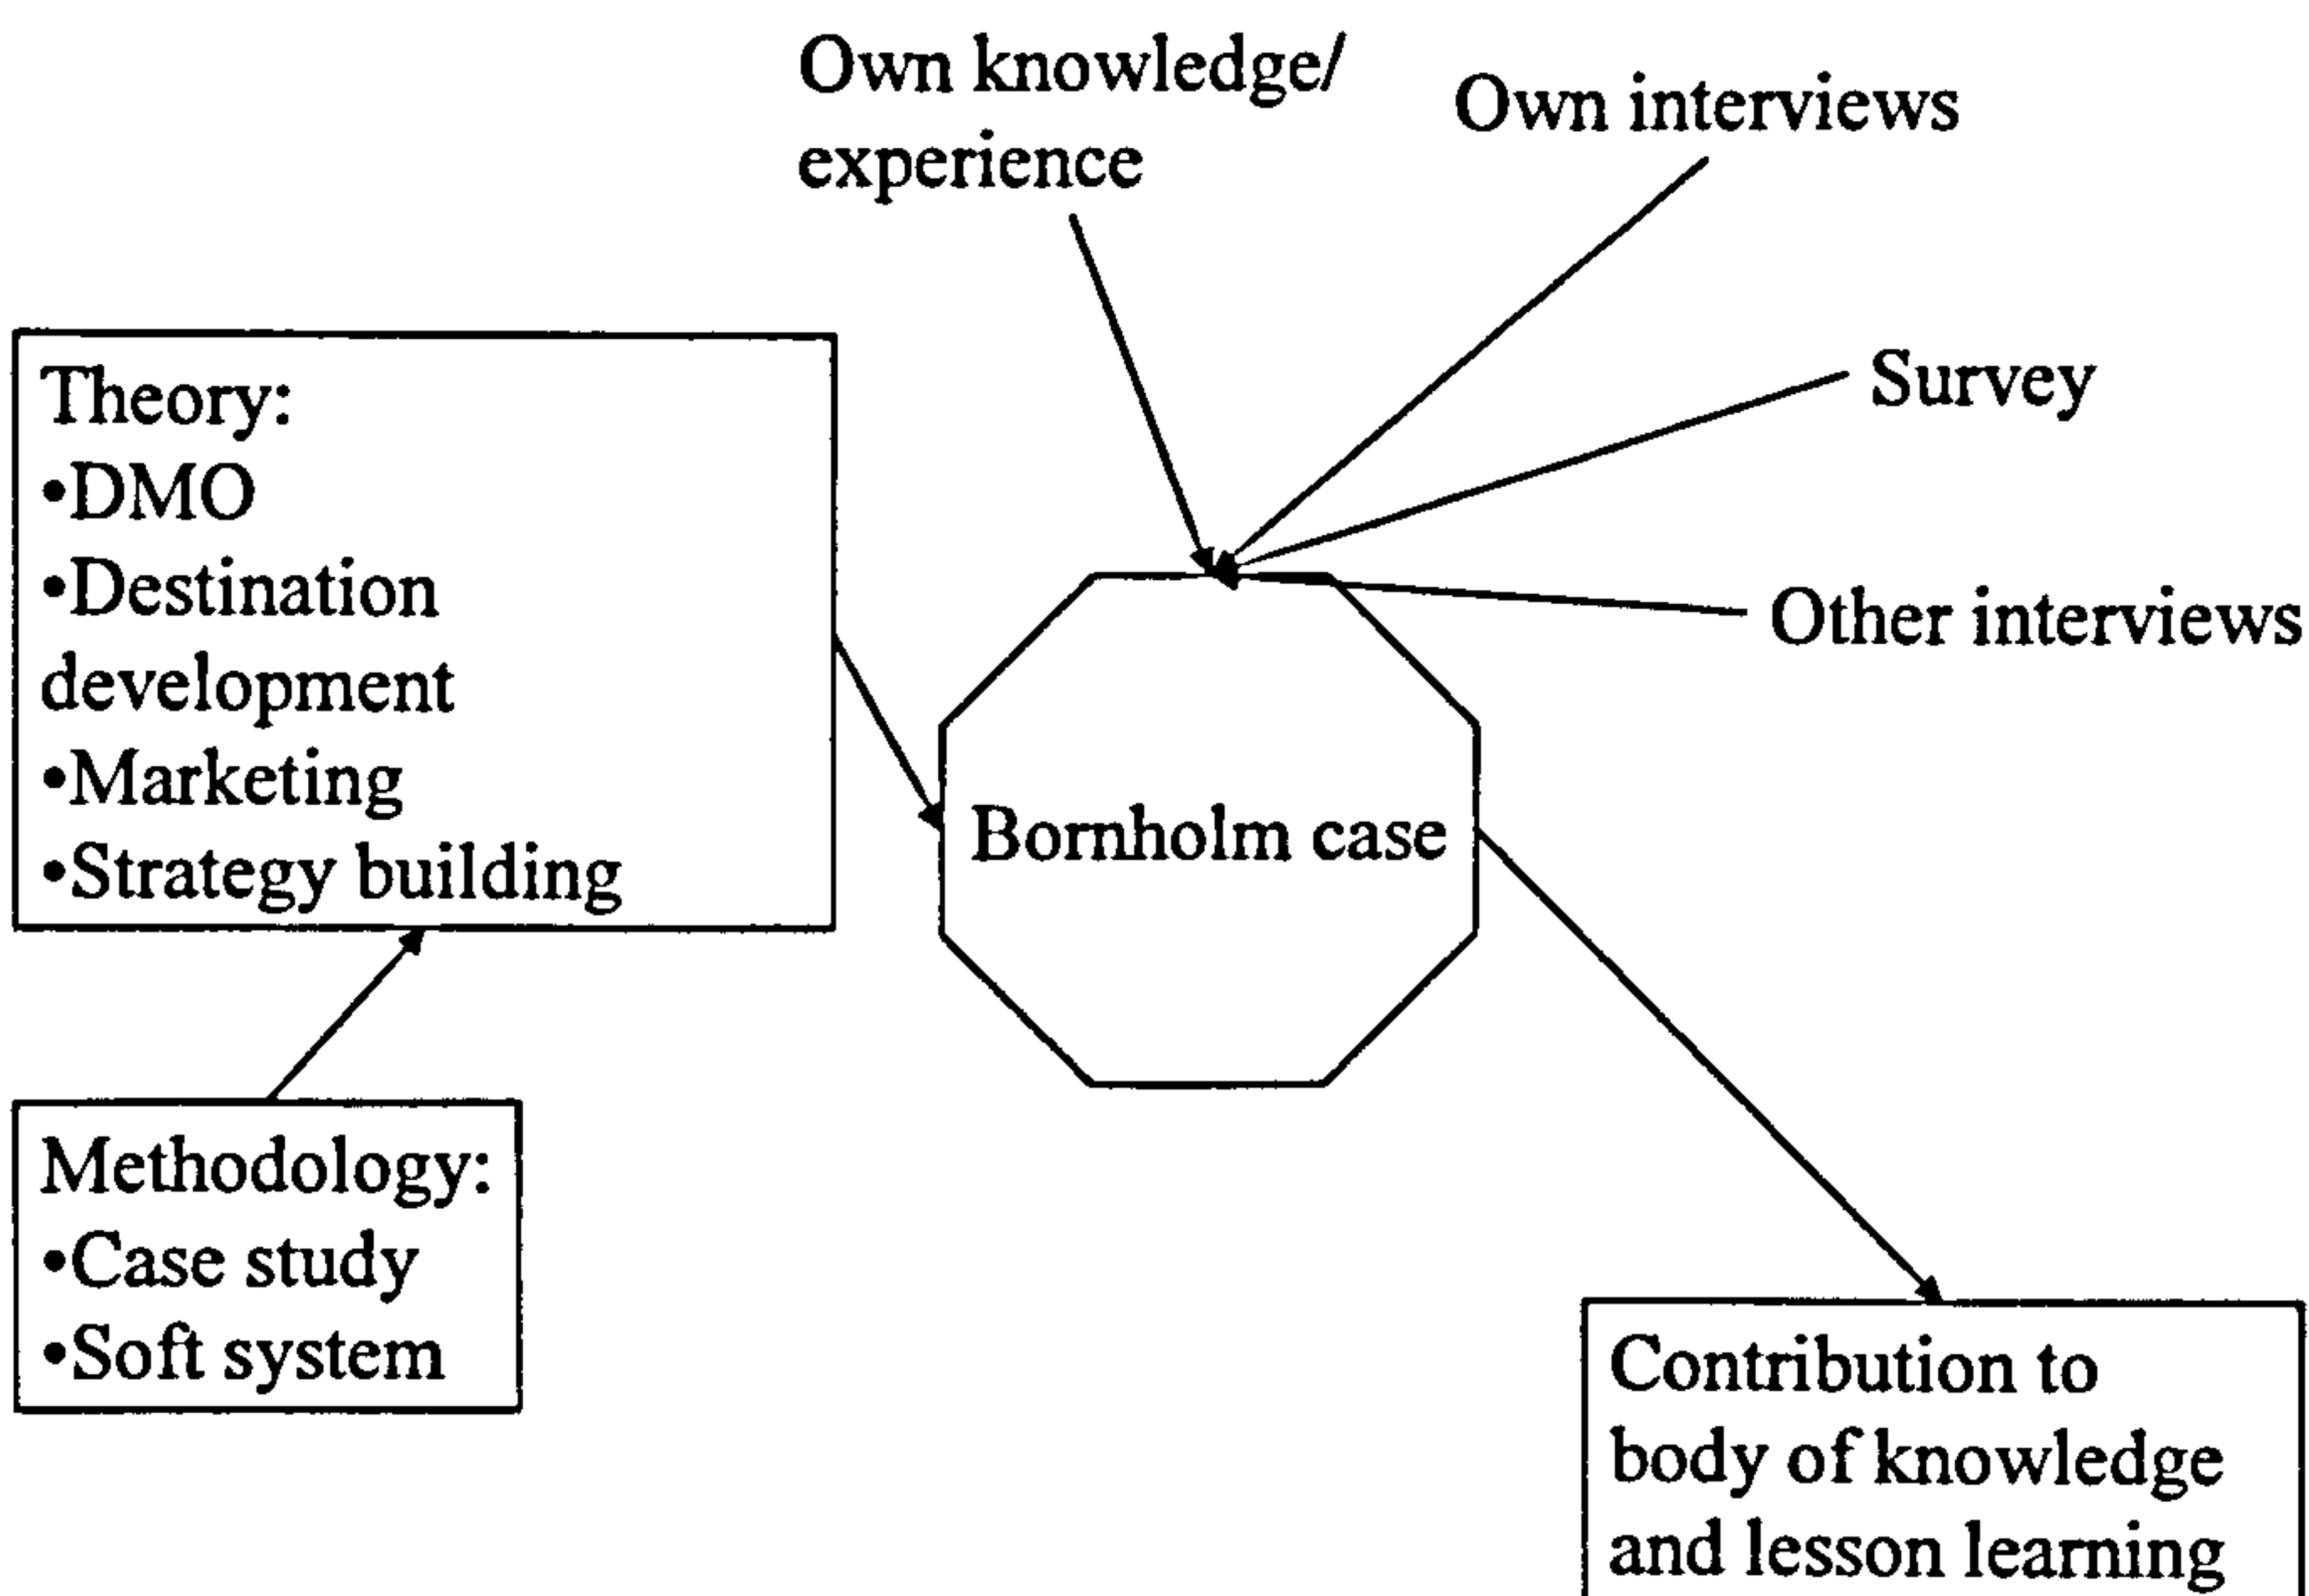 Own knowledge/
experience
Own interviews
Survey
Other interviews
Theory:
•DMO
•Destination
development
•Marketing
•Strategy building
Bornholm case
Methodology:
•Case study
•Soft system
Contribution to
body of knowledge
and lesson learning